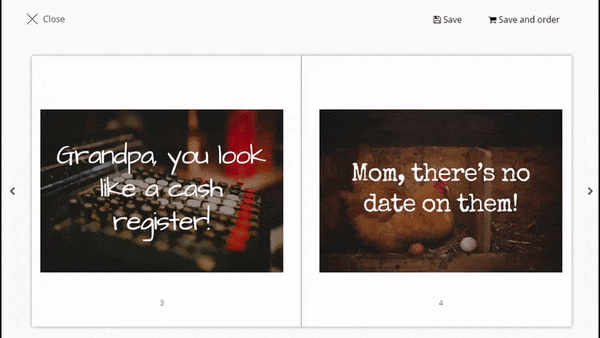 Close
Save
Save and order
Grandpa, you look
like a cash
register!
Mom, there's no
date on them!
3
4